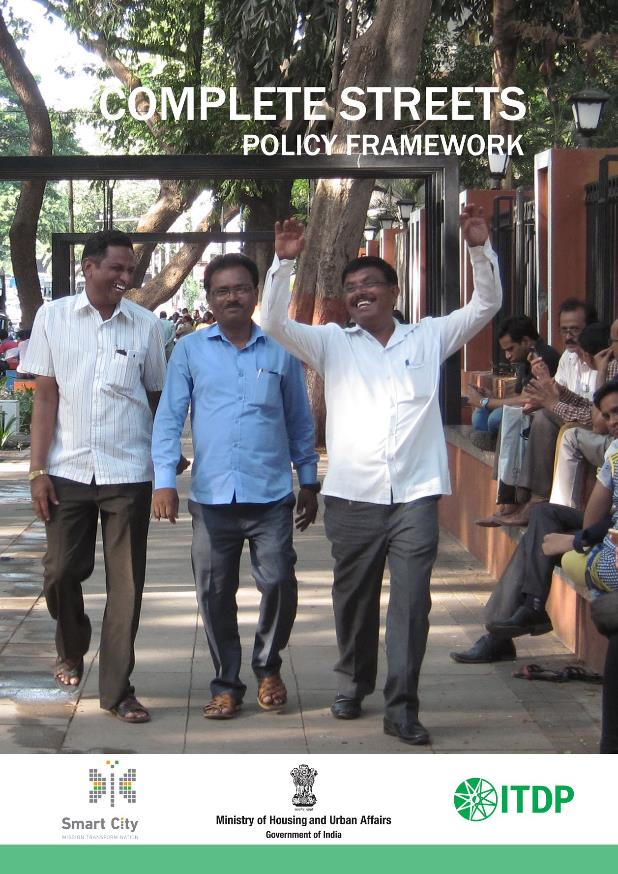 COMPLETE STREETS
POLICY FRAMEWORK
Smart City
MISSION TRANSFORM-NATION
Ministry of Housing and Urban Affairs
Government of India
ITDP